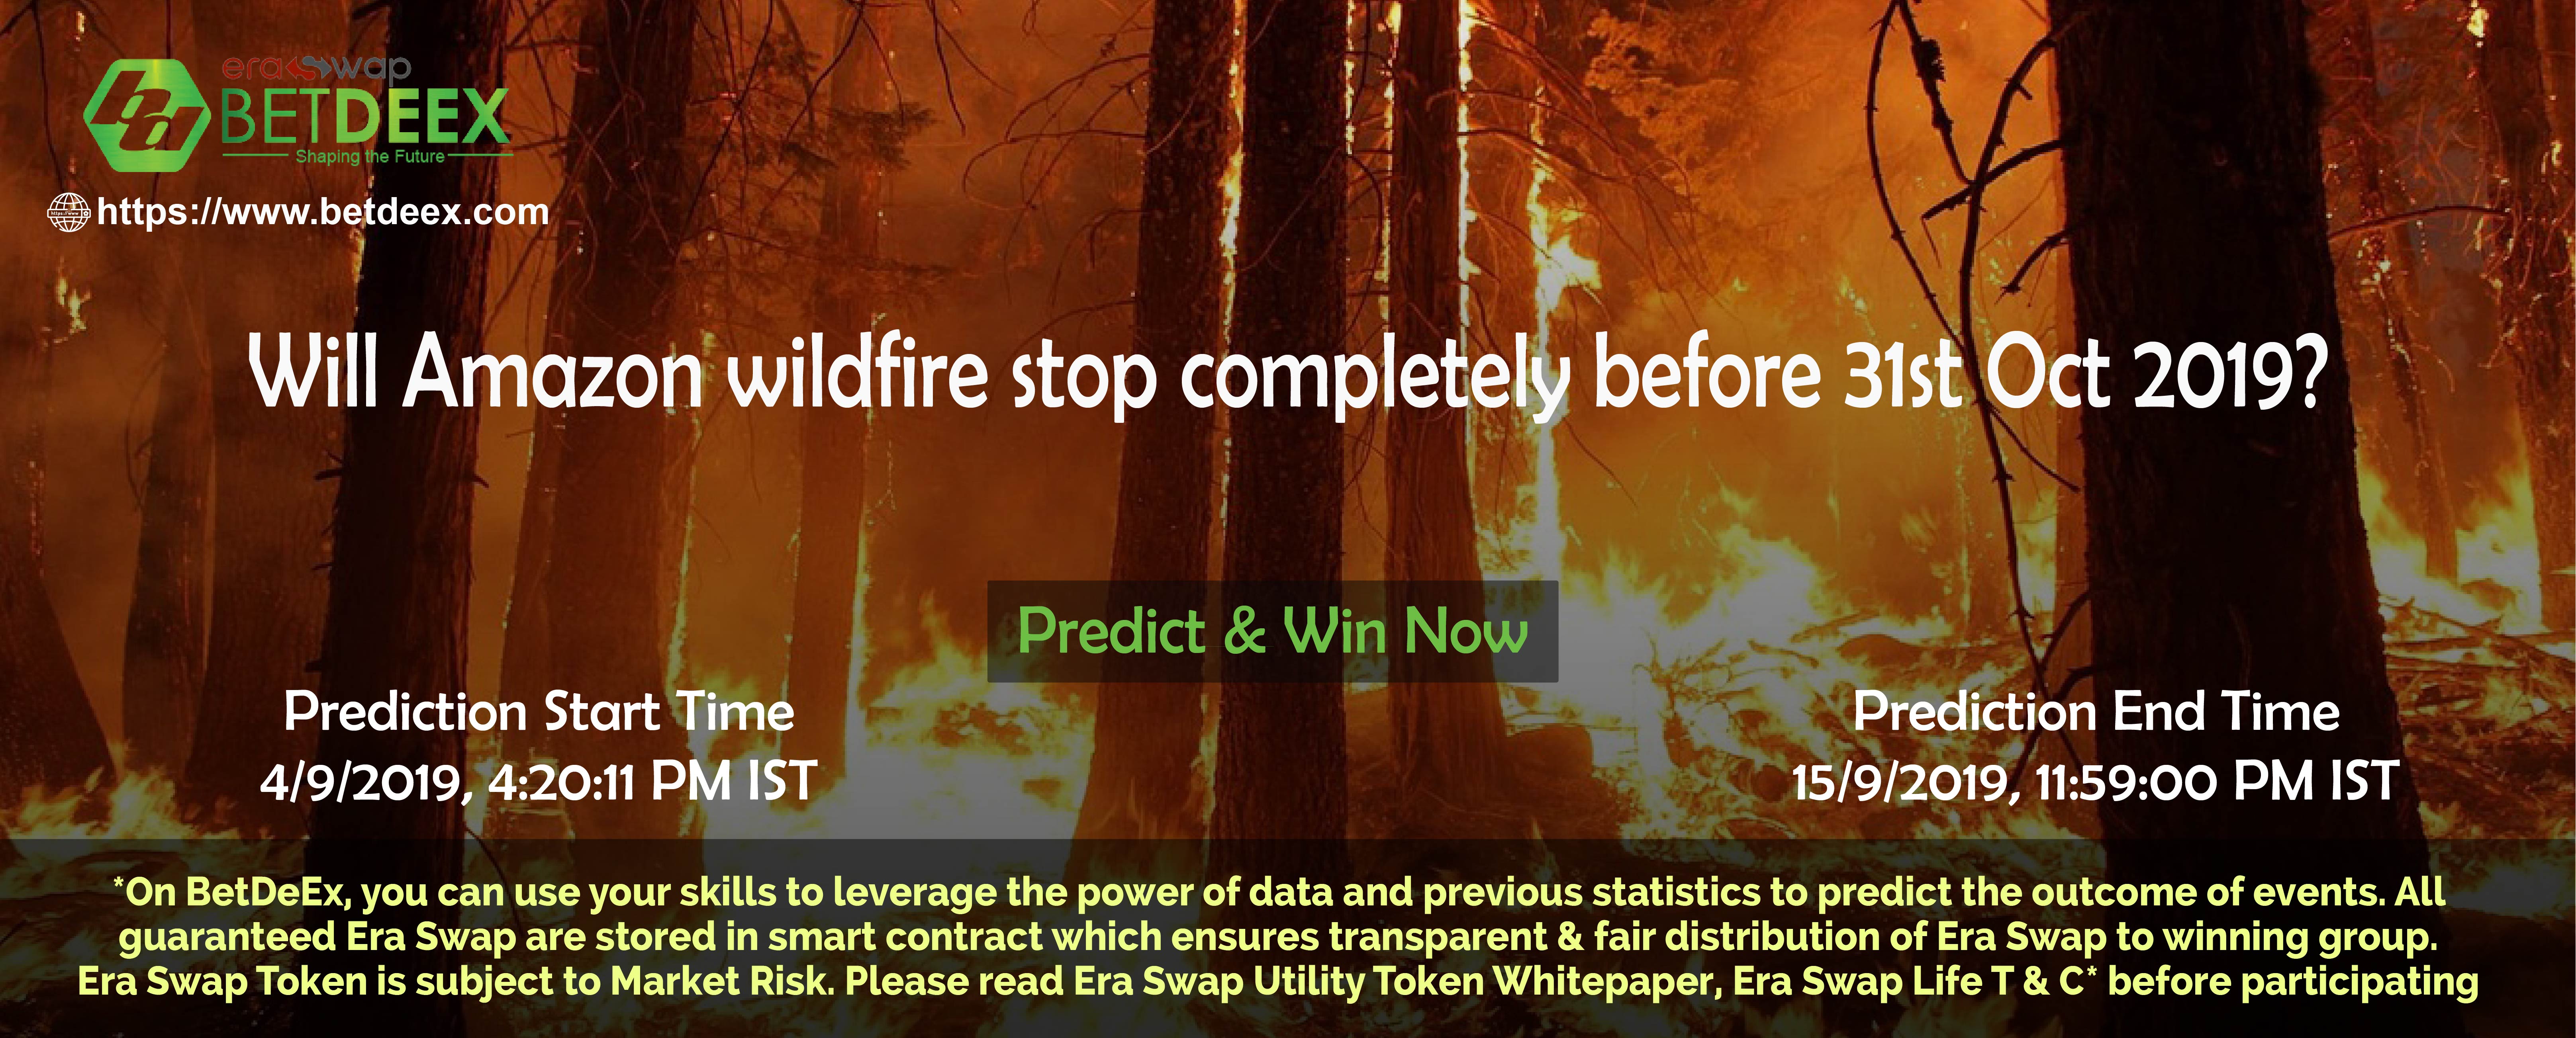 era swap
BETDEEX
Shaping the Future
https://www.betdeex.com
Will Amazon wildfire stop completely before 31st Oct 2019?
Predict & Win Now
Prediction Start Time
4/9/2019, 4:20:11 PM IST
Prediction End Time
15/9/2019, 11:59:00 PM IST
*On BetDeEx, you can use your skills to leverage the power of data and previous statistics to predict the outcome of events. All
guaranteed Era Swap are stored in smart contract which ensures transparent & fair distribution of Era Swap to winning group.
Era Swap Token is subject to Market Risk. Please read Era Swap Utility Token Whitepaper, Era Swap Life T & C* before participating